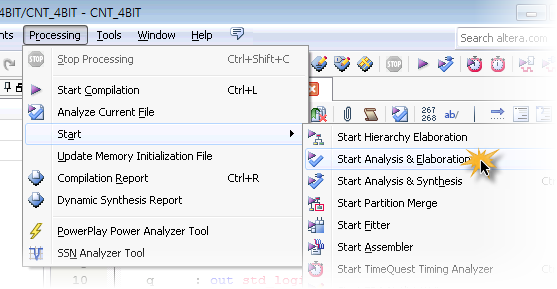 4BIT/CNT_4BIT - CNT_4BIT
nts Processing Tools Window Help
Search altera.com
Stop Processing Ctrl+Shift+C
Start Compilation Ctrl+L
Analyze Current File
Start
Update Memory Initialization File
Compilation Report Ctrl+R
Dynamic Synthesis Report
PowerPlay Power Analyzer Tool
SSN Analyzer Tool
267
268
ab/
Start Hierarchy Elaboration
Start Analysis & Elaboration
Start Analysis & Synthesis Ctrl+K
Start Partition Merge
Start Fitter
Start Assembler
Start TimeQuest Timing Analyzer
10 q : out std_logi